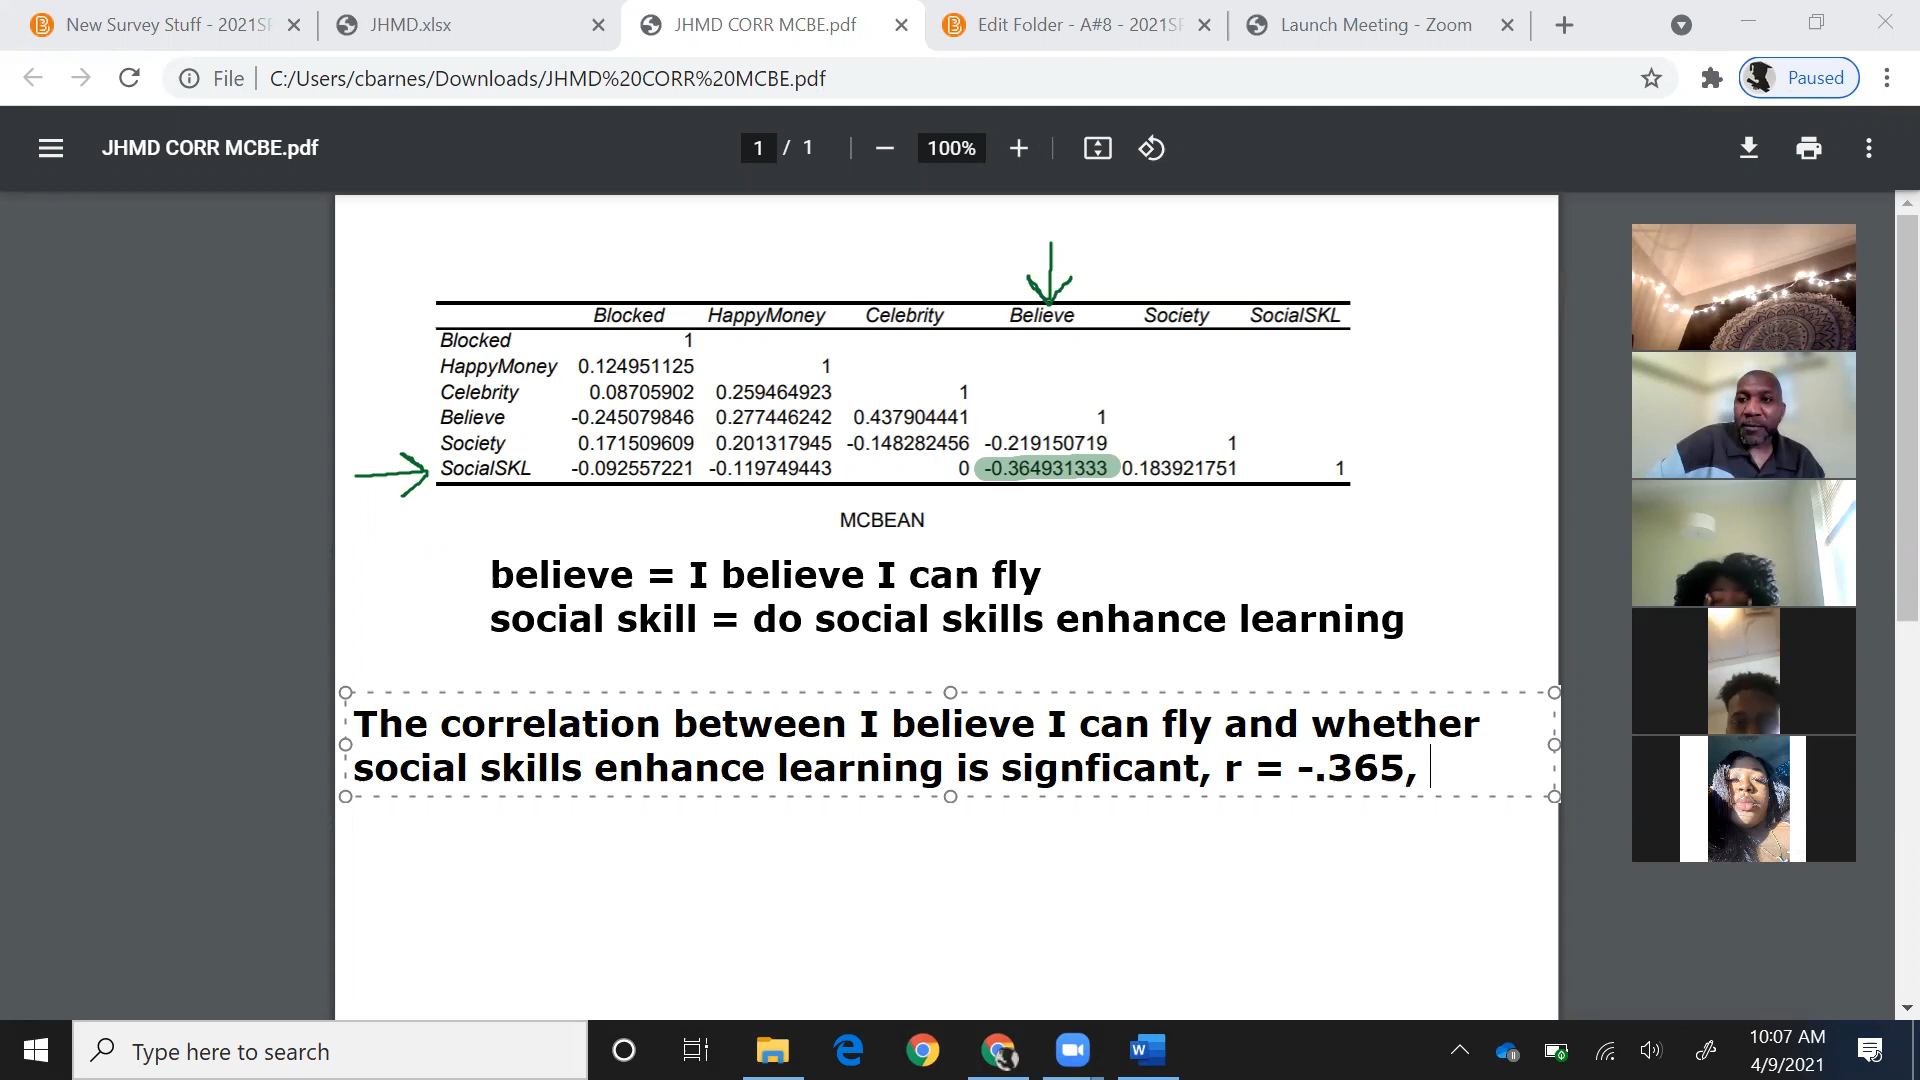 New Survey Stuff - 2021SP
JHMD.xlsx
JHMD CORR MCBE.pdf
Edit Folder - A#8 - 2021SP
Launch Meeting - Zoom
File
C:/Users/cbarnes/Downloads/JHMD%20CORR%20MCBE.pdf
Paused
JHMD CORR MCBE.pdf
1 / 1
100%
Blocked HappyMoney Celebrity Believe Society SocialSKL
Blocked 1
HappyMoney 0.124951125 1
Celebrity 0.08705902 0.259464923 1
Believe -0.245079846 0.277446242 0.437904441 1
Society 0.171509609 0.201317945 -0.148282456 -0.219150719 1
SocialSKL -0.092557221 -0.119749443 0 -0.364931333 0.183921751 1
MCBEAN
believe = I believe I can fly
social skill = do social skills enhance learning
The correlation between I believe I can fly and whether
social skills enhance learning is signficant, r = -.365,
Type here to search
10:07 AM
4/9/2021